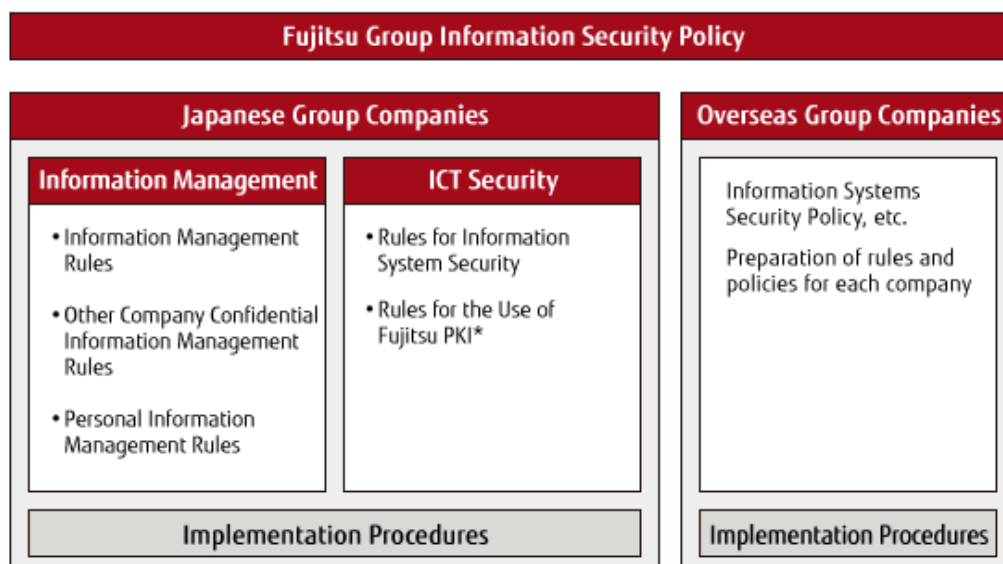 Fujitsu Group Information Security Policy
Japanese Group Companies
Information Management
• Information Management
Rules
• Other Company Confidential
Information Management
Rules
• Personal Information
Management Rules
ICT Security
• Rules for Information
System Security
• Rules for the Use of
Fujitsu PKI*
Implementation Procedures
Overseas Group Companies
Information Systems
Security Policy, etc.
Preparation of rules and
policies for each company
Implementation Procedures